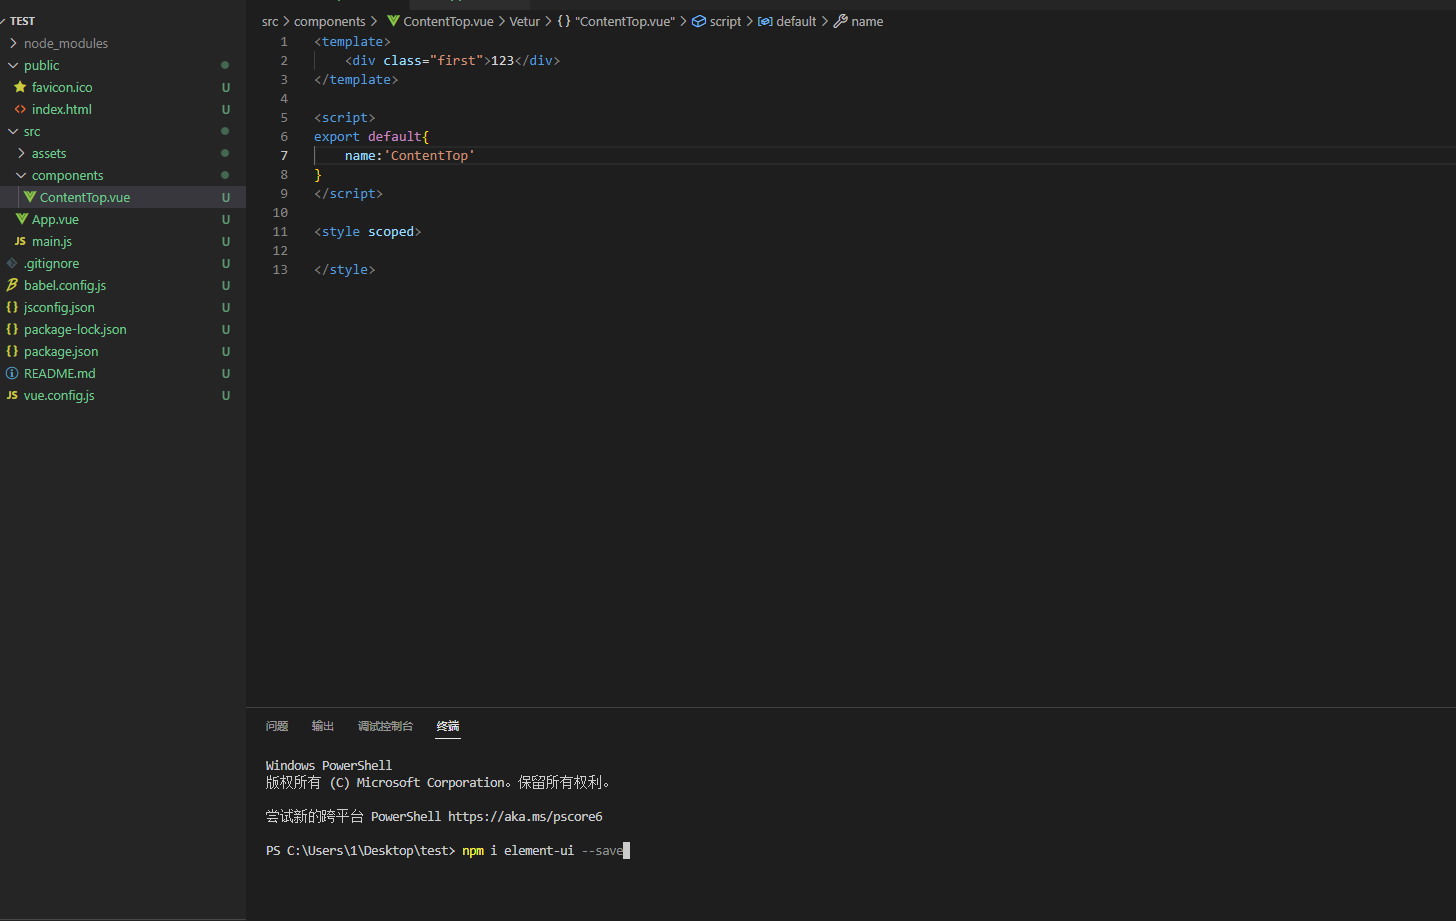 TEST
node_modules
public
favicon.ico U
index.html U
src
assets
components
ContentTop.vue U
App.vue U
JS main.js U
.gitignore U
babel.config.js U
{} jsconfig.json U
{} package-lock.json U
{} package.json U
README.md U
JS vue.config.js U
src > components > ContentTop.vue > Vetur > {} "ContentTop.vue" > script > default > name
1 <template>
2 <div class="first">123</div>
3 </template>
4
5 <script>
6 export default{
7 name:'ContentTop'
8 }
9 </script>
10
11 <style scoped>
12
13 </style>
问题 输出 调试控制台 终端
Windows PowerShell
版权所有 (C) Microsoft Corporation。保留所有权利。
尝试新的跨平台 PowerShell https://aka.ms/pscore6
PS C:\Users\1\Desktop\test> npm i element-ui --save